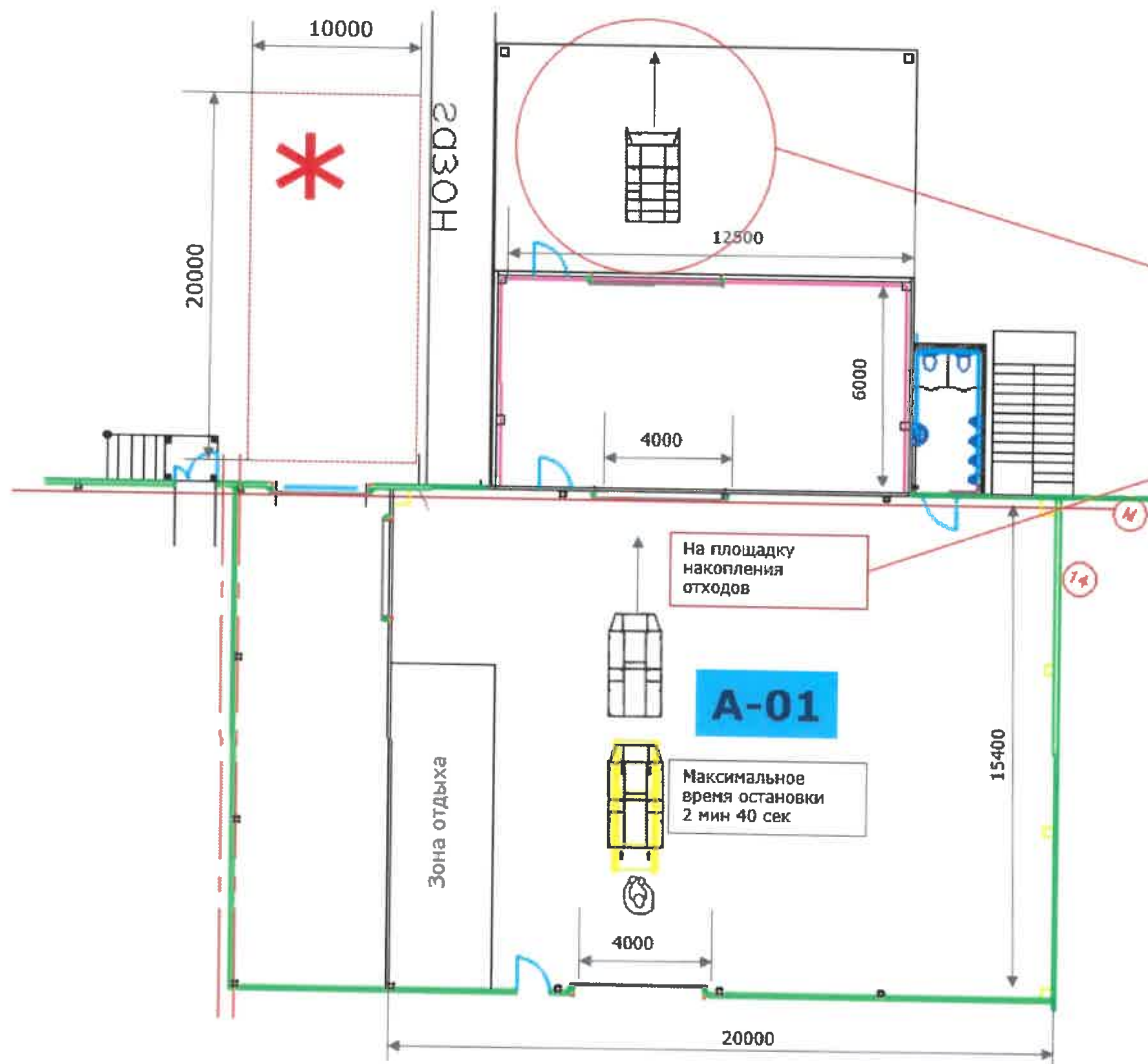 10000
20000
газон
12500
6000
4000
На площадку
накопления
отходов
М
14
А-01
15400
Максимальное
время остановки
2 мин 40 сек
Зона отдыха
4000
20000